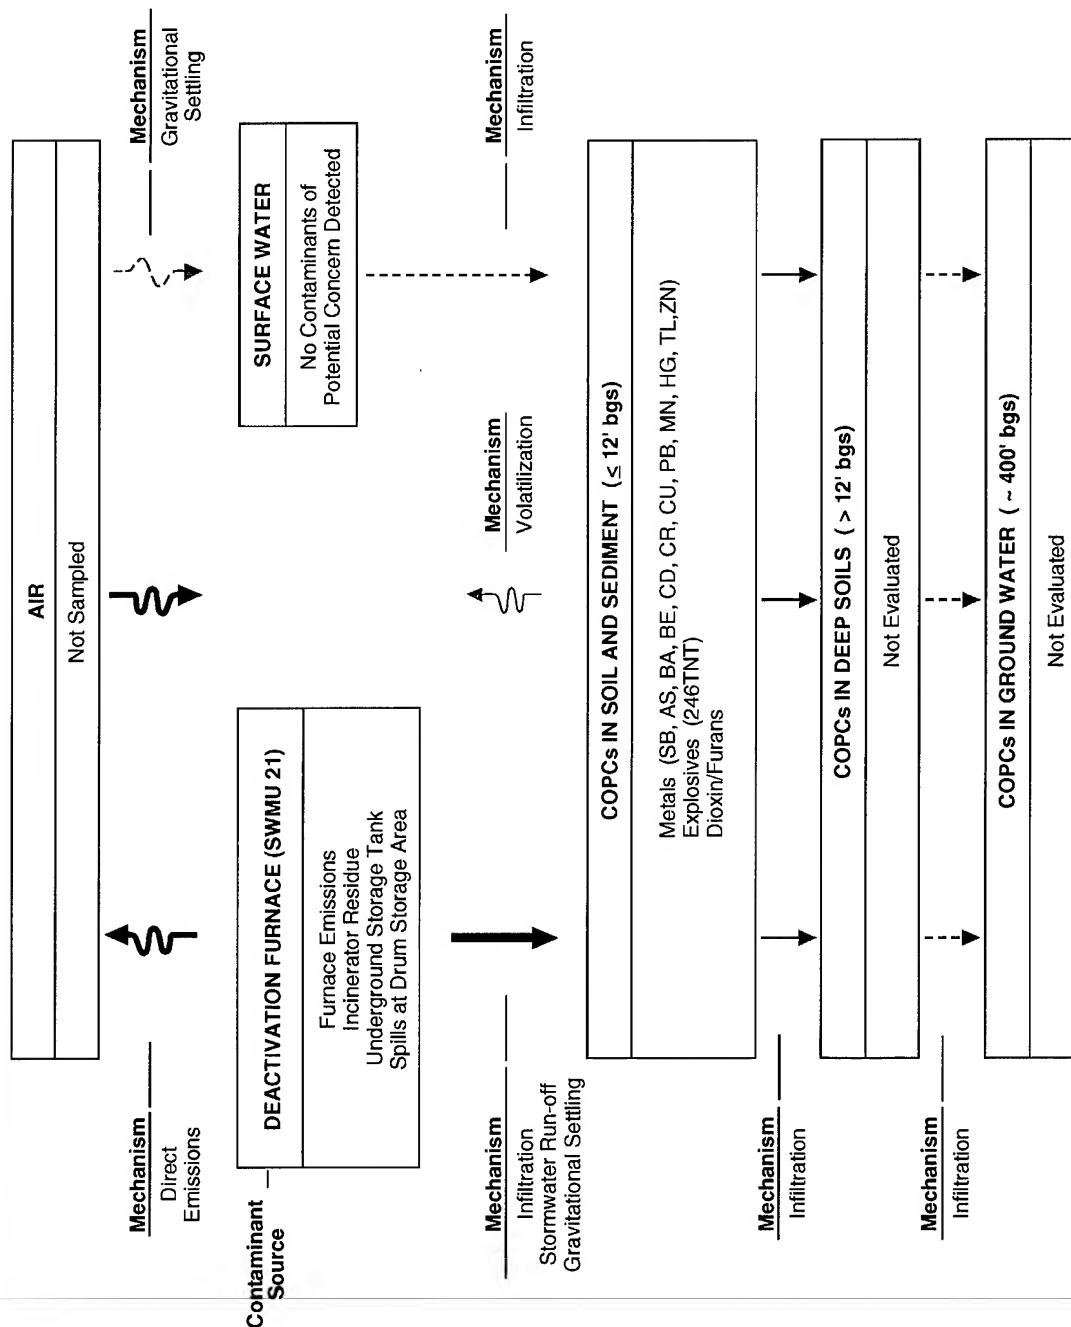 AIR
Not Sampled
Mechanism
Direct
Emissions
Mechanism
Gravitational
Settling
Contaminant
Source
DEACTIVATION FURNACE (SWMU 21)
Furnace Emissions
Incinerator Residue
Underground Storage Tank
Spills at Drum Storage Area
SURFACE WATER
No Contaminants of
Potential Concern Detected
Mechanism
Infiltration
Stormwater Run-off
Gravitational Settling
Mechanism
Volatilization
Mechanism
Infiltration
COPCs IN SOIL AND SEDIMENT (≤ 12' bgs)
Metals (SB, AS, BA, BE, CD, CR, CU, PB, MN, HG, TL,ZN)
Explosives (246TNT)
Dioxin/Furans
Mechanism
Infiltration
COPCs IN DEEP SOILS ( > 12' bgs)
Not Evaluated
Mechanism
Infiltration
COPCs IN GROUND WATER ( ~ 400' bgs)
Not Evaluated